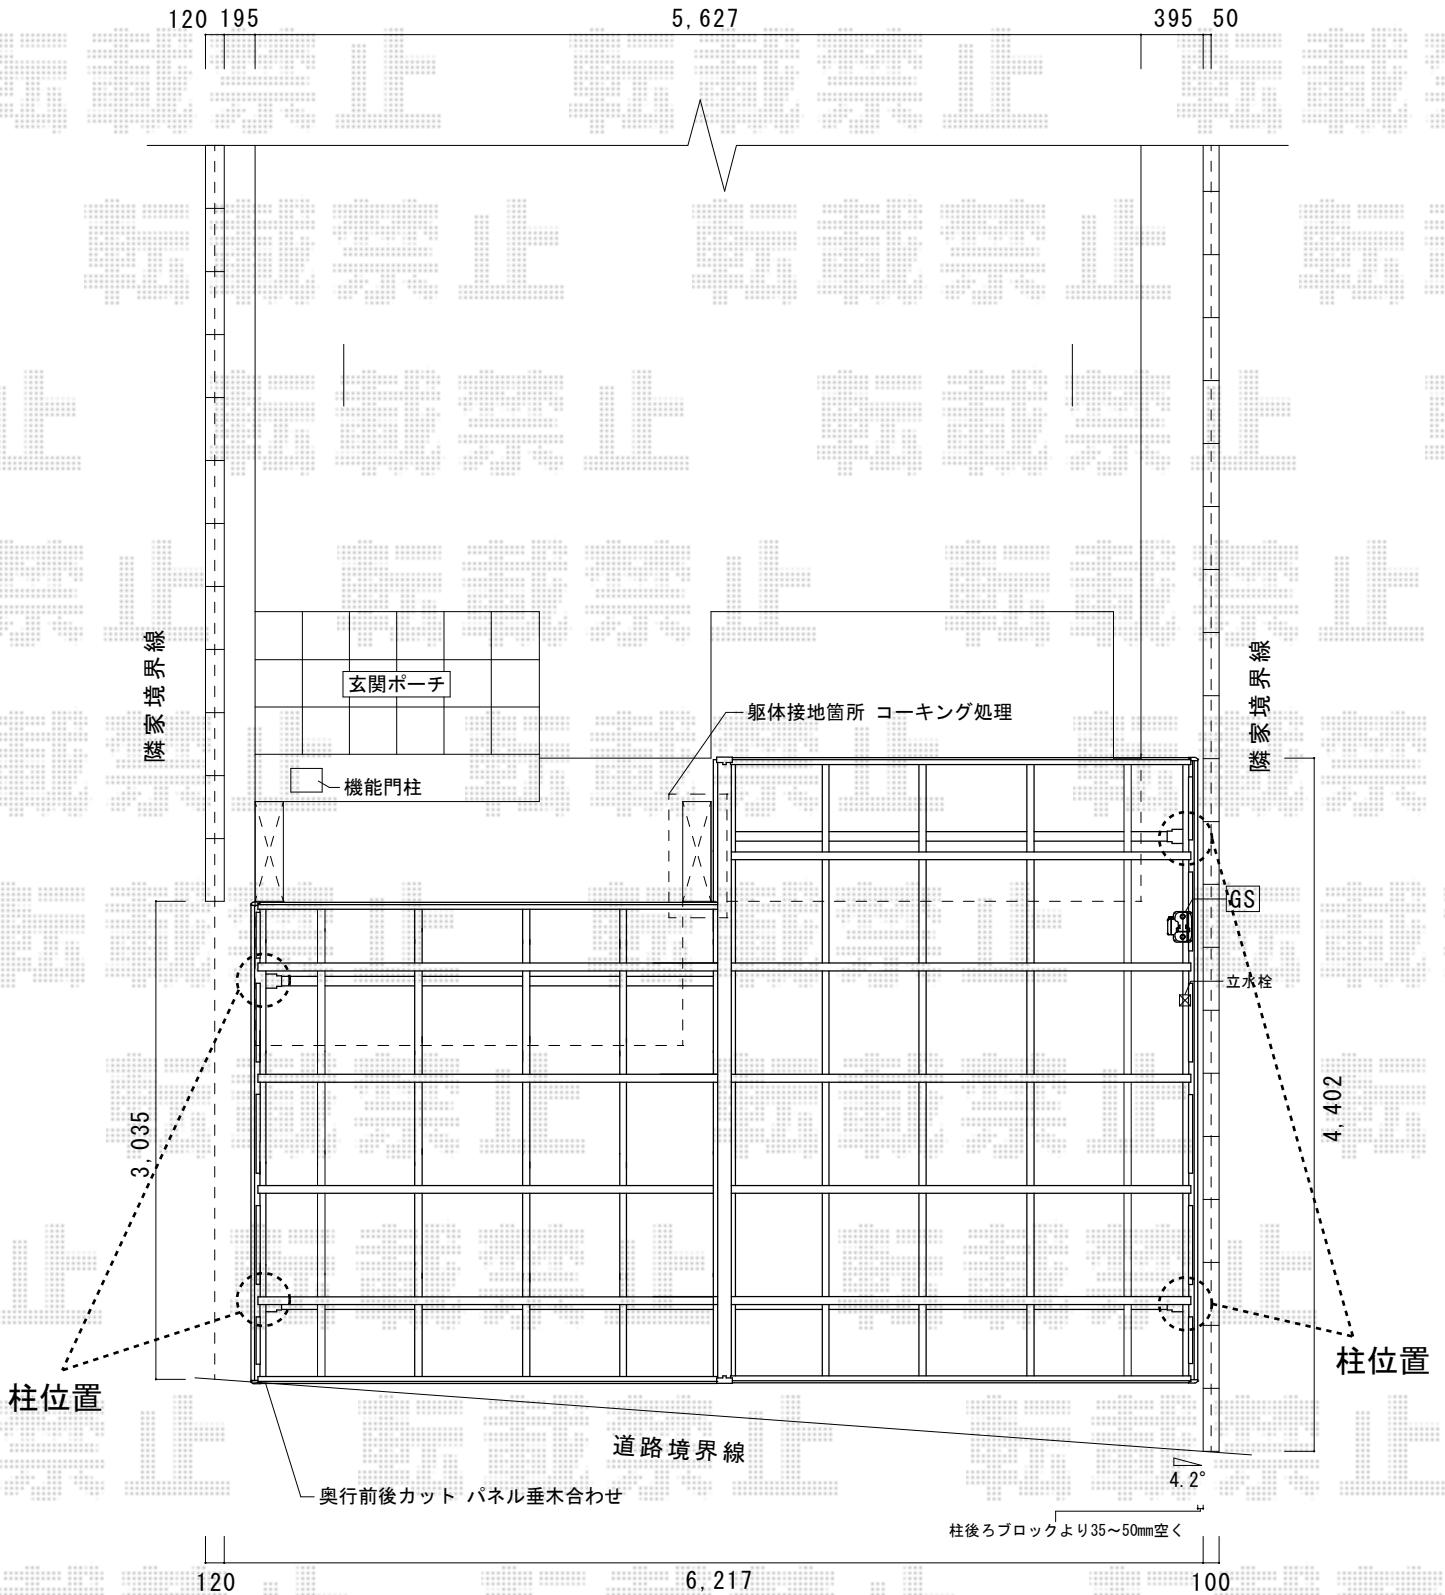 120 195 5,627 395 50
隣家境界線
玄関ポーチ
機能門柱
躯体接地箇所 コーキング処理
隣家境界線
GS
立水栓
3,035
4,402
柱位置
柱位置
道路境界線
4.2°
奥行前後カット パネル垂木合わせ
柱後ろブロックより35~50mm空く
120 6,217 100
転載禁止